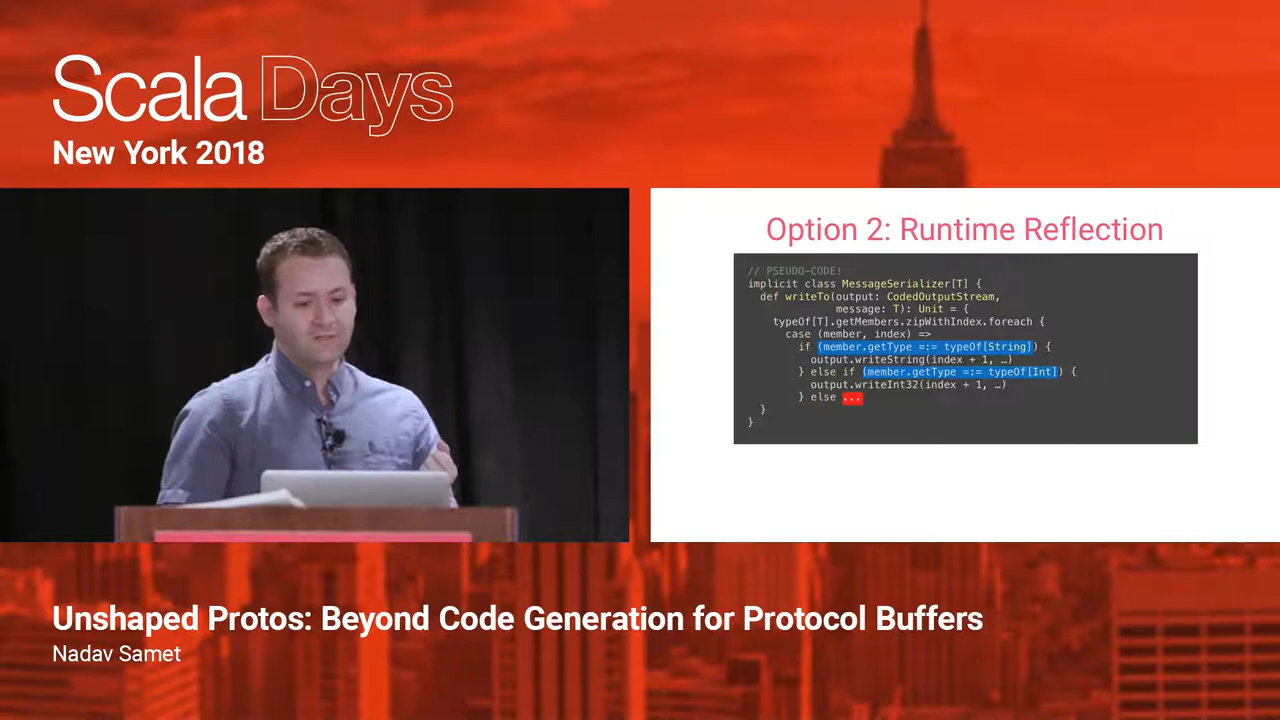 Scala Days
New York 2018
Option 2: Runtime Reflection
// PSEUDO-CODE!
implicit class MessageSerializer[T] {
def writeTo(output: CodedOutputStream,
message: T): Unit = {
typeOf[T].getMembers.zipWithIndex.foreach {
case (member, index) =>
if (member.getType =:= typeOf[String]) {
output.writeString(index + 1, …)
} else if (member.getType =:= typeOf[Int]) {
output.writeInt32(index + 1, …)
} else ...
}
}
Unshaped Protos: Beyond Code Generation for Protocol Buffers
Nadav Samet